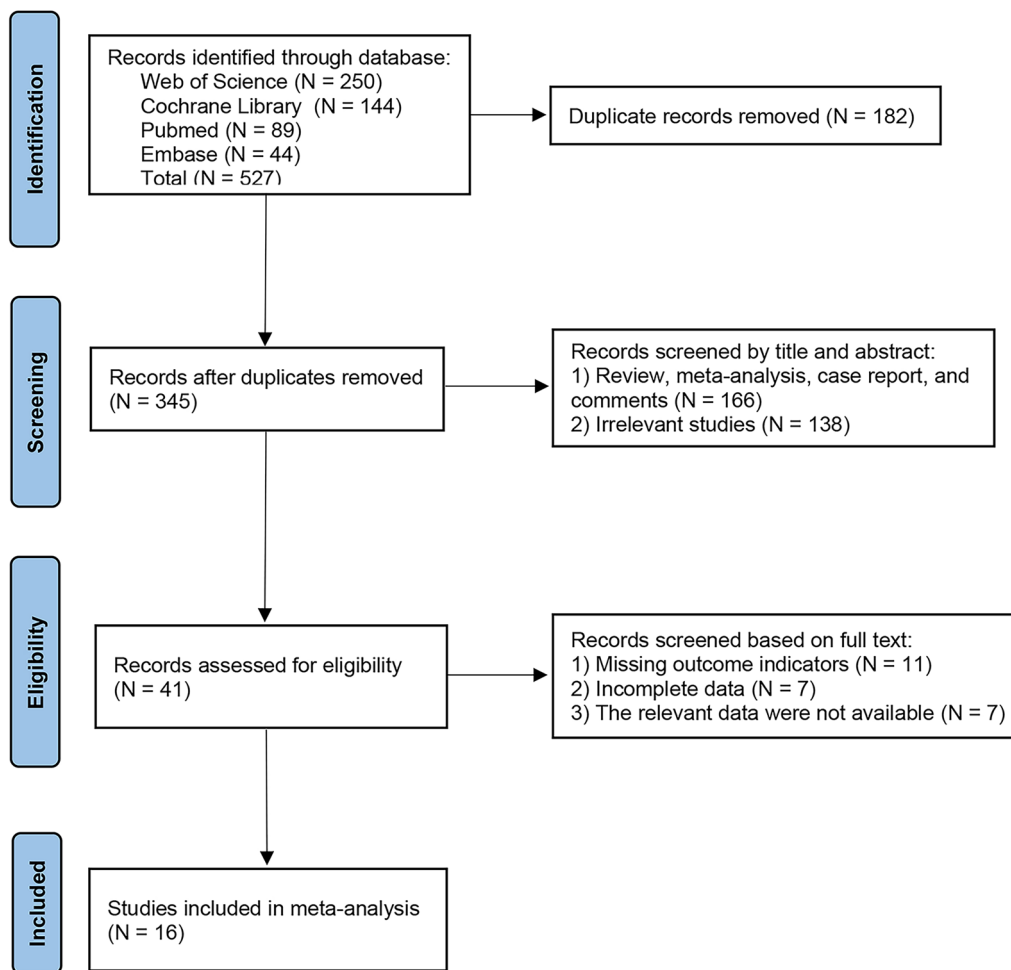 Identification
Records identified through database:
Web of Science (N = 250)
Cochrane Library (N = 144)
Pubmed (N = 89)
Embase (N = 44)
Total (N = 527)
Duplicate records removed (N = 182)
Screening
Records after duplicates removed
(N = 345)
Records screened by title and abstract:
1) Review, meta-analysis, case report, and
comments (N = 166)
2) Irrelevant studies (N = 138)
Eligibility
Records assessed for eligibility
(N = 41)
Records screened based on full text:
1) Missing outcome indicators (N = 11)
2) Incomplete data (N = 7)
3) The relevant data were not available (N = 7)
Included
Studies included in meta-analysis
(N = 16)